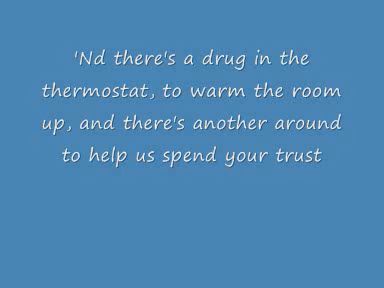 'Nd there's a drug in the
thermostat, to warm the room
up, and there's another around
to help us spend your trust